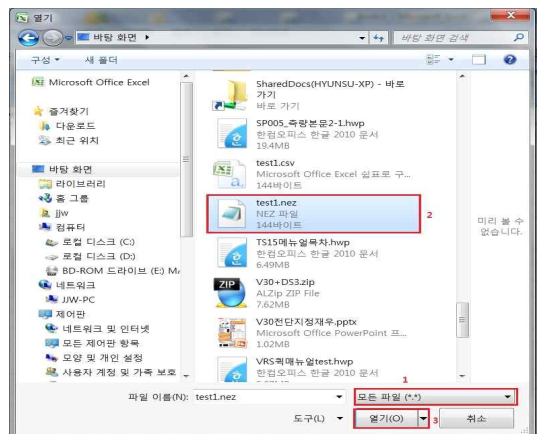 열기
바탕 화면
바탕 화면 검색
구성
새 폴더
Microsoft Office Excel
즐겨찾기
다운로드
최근 위치
바탕 화면
라이브러리
홈 그룹
jjw
컴퓨터
로컬 디스크 (C:)
로컬 디스크 (D:)
BD-ROM 드라이브 (E:) M
네트워크
JJW-PC
제어판
네트워크 및 인터넷
모든 제어판 항목
모양 및 개인 설정
사용자 계정 및 가족 보호
SharedDocs(HYUNSU-XP) - 바로
가기
바로 가기
SP005_측량본문2-1.hwp
한컴오피스 한글 2010 문서
19.4MB
test1.csv
Microsoft Office Excel 쉼표로 구...
144바이트
test1.nez
NEZ 파일
144바이트
2
TS15메뉴얼목차.hwp
한컴오피스 한글 2010 문서
6.49MB
ZIP
V30+DS3.zip
ALZip ZIP File
7.62MB
V30전단지정재우.pptx
Microsoft Office PowerPoint 프...
1.02MB
VRS퀵매뉴얼test.hwp
한컴오피스 한글 2010 문서
미리 볼 수
없습니다.
1
파일 이름(N):
test1.nez
모든 파일 (*.*)
도구(L)
열기(O)
3
취소